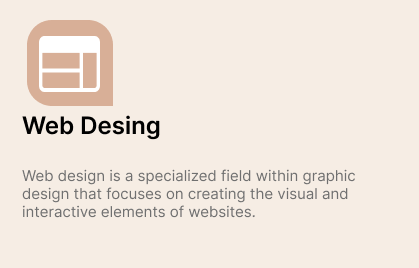 Web Desing
Web design is a specialized field within graphic
design that focuses on creating the visual and
interactive elements of websites.